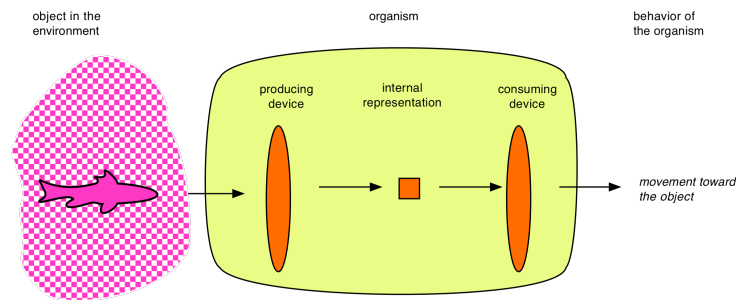 object in the
environment
organism
behavior of
the organism
producing
device
internal
representation
consuming
device
movement toward
the object